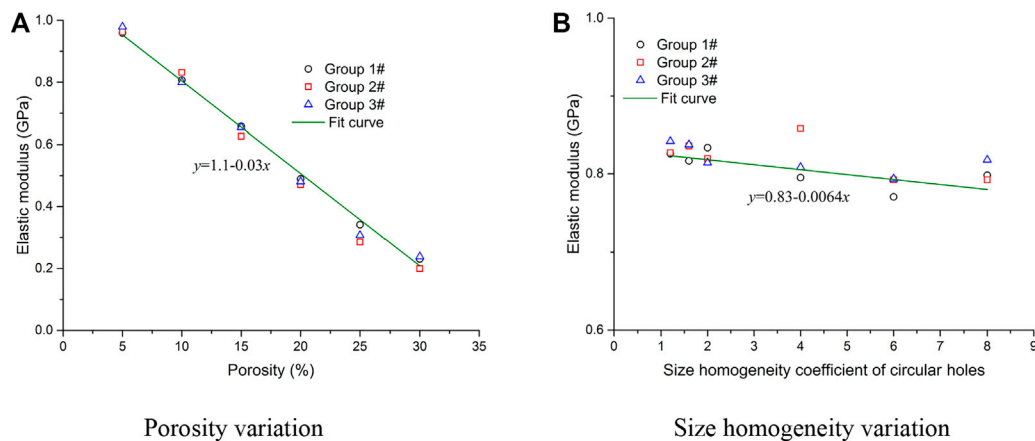 A
Elastic modulus (GPa)
1.0
0.8
0.6
0.4
0.2
0.0
Group 1#
Group 2#
Group 3#
Fit curve
y=1.1-0.03x
0 5 10 15 20 25 30 35
Porosity (%)
Porosity variation
B
Elastic modulus (GPa)
1.0
0.8
0.6
Group 1#
Group 2#
Group 3#
Fit curve
y=0.83-0.0064x
0 1 2 3 4 5 6 7 8 9
Size homogeneity coefficient of circular holes
Size homogeneity variation